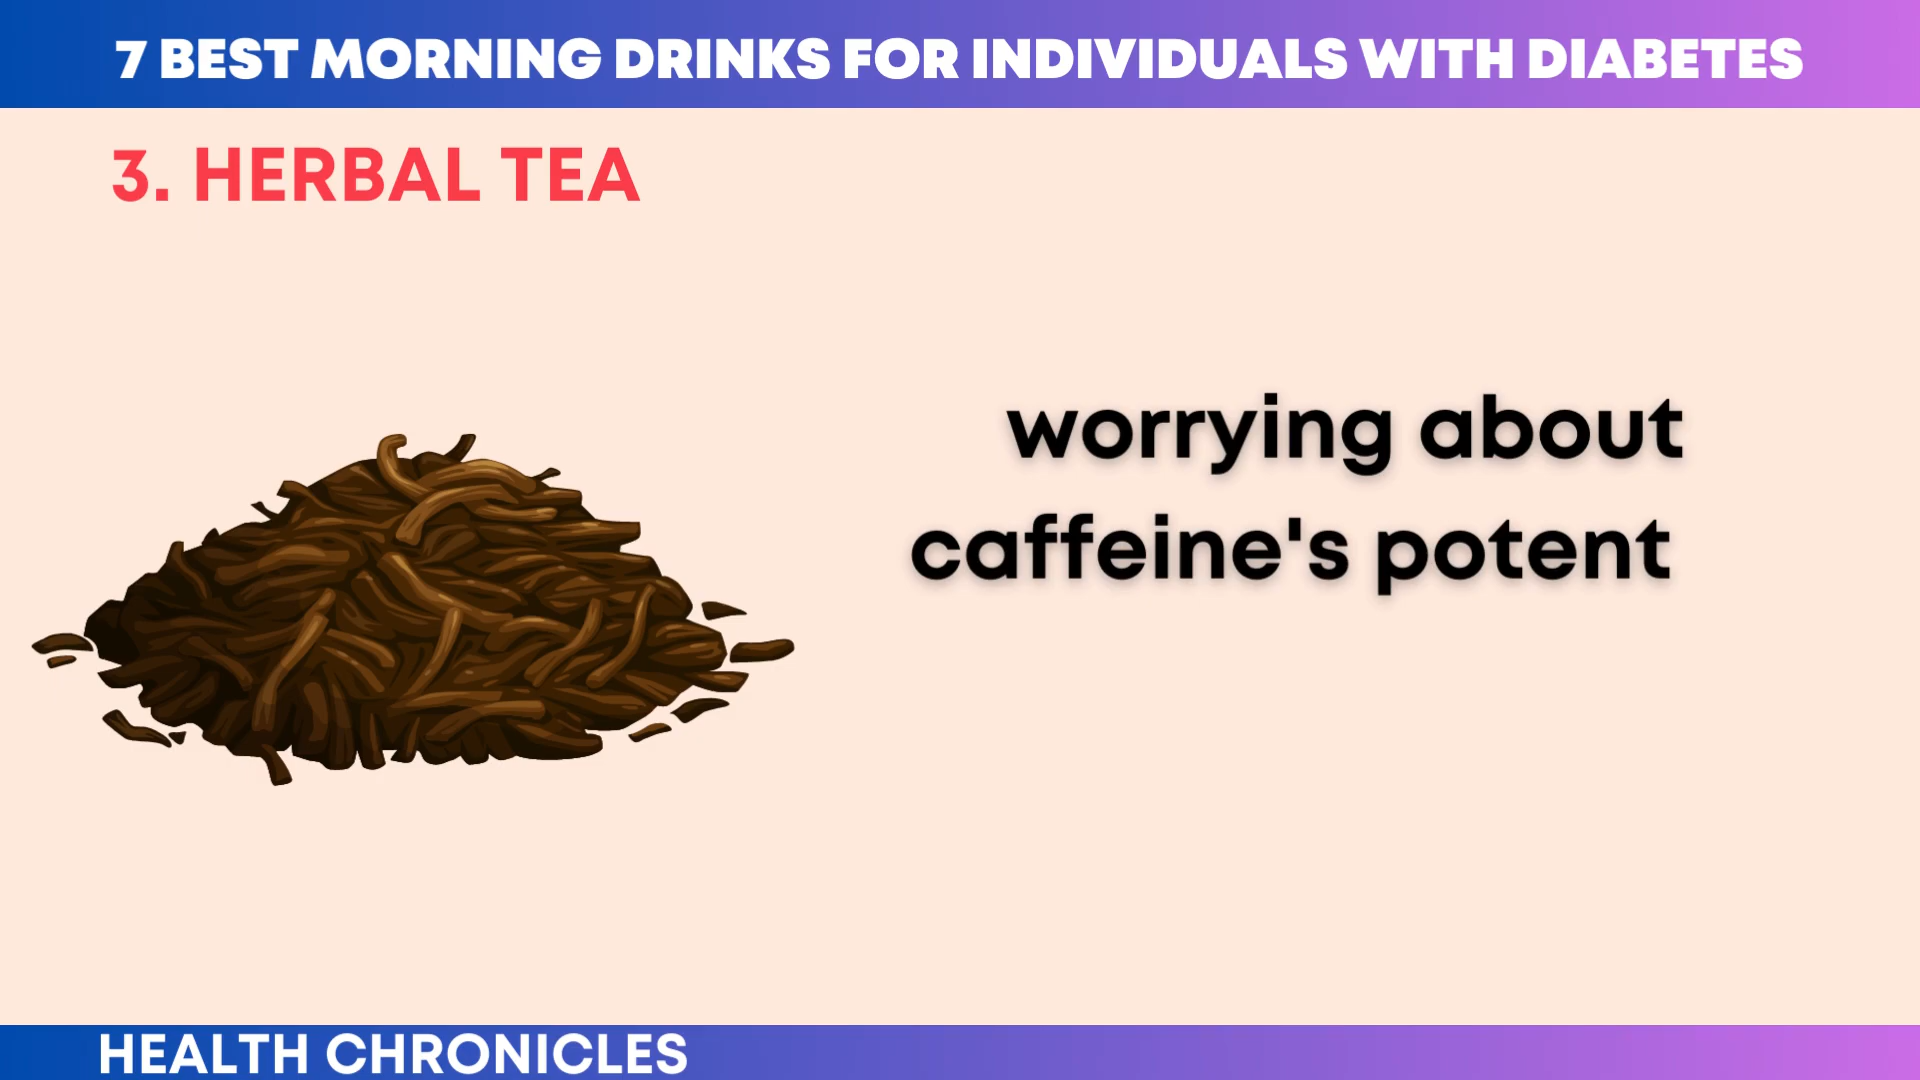 7 BEST MORNING DRINKS FOR INDIVIDUALS WITH DIABETES
3. HERBAL TEA
worrying about
caffeine's potent
HEALTH CHRONICLES